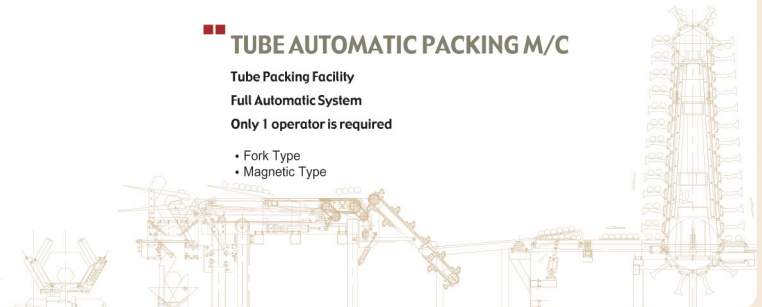 TUBE AUTOMATIC PACKING M/C
Tube Packing Facility
Full Automatic System
Only 1 operator is required
• Fork Type
• Magnetic Type